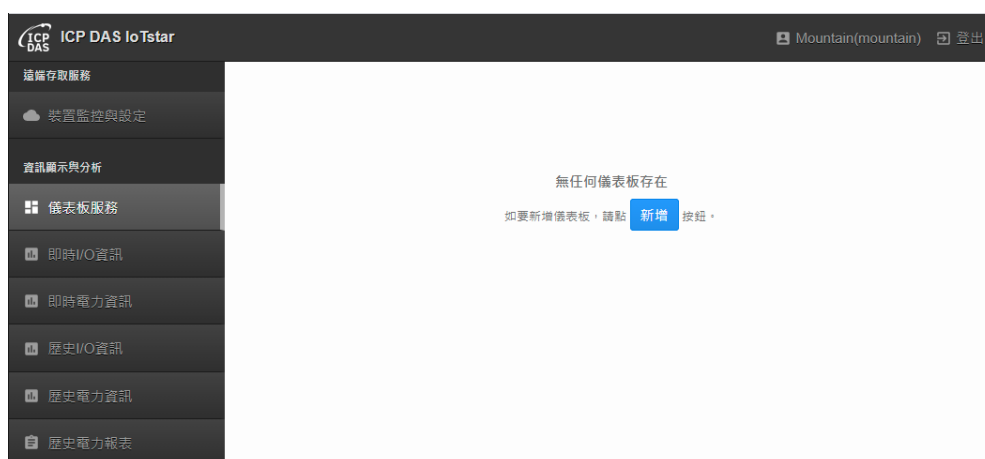 ICP DAS
ICP DAS IoTstar
Mountain(mountain) 登出
遠端存取服務
裝置監控與設定
資訊顯示與分析
儀表板服務
即時I/O資訊
即時電力資訊
歷史I/O資訊
歷史電力資訊
歷史電力報表
無任何儀表板存在
如要新增儀表板，請點 新增 按鈕。